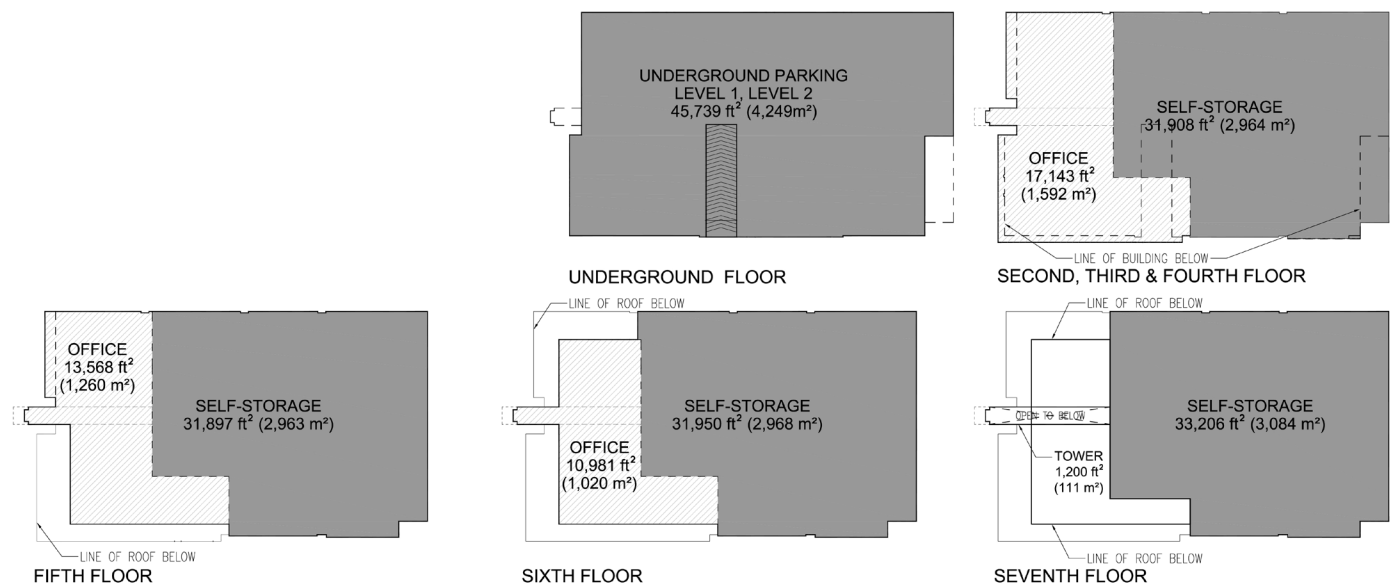 UNDERGROUND PARKING
LEVEL 1, LEVEL 2
45,739 ft² (4,249m²)
UNDERGROUND FLOOR
SELF-STORAGE
31,908 ft² (2,964 m²)
OFFICE
17,143 ft²
(1,592 m²)
LINE OF BUILDING BELOW
SECOND, THIRD & FOURTH FLOOR
OFFICE
13,568 ft²
(1,260 m²)
SELF-STORAGE
31,897 ft² (2,963 m²)
LINE OF ROOF BELOW
FIFTH FLOOR
LINE OF ROOF BELOW
SELF-STORAGE
31,950 ft² (2,968 m²)
OFFICE
10,981 ft²
(1,020 m²)
SIXTH FLOOR
LINE OF ROOF BELOW
SELF-STORAGE
33,206 ft² (3,084 m²)
OPEN TO BELOW
TOWER
1,200 ft²
(111 m²)
LINE OF ROOF BELOW
SEVENTH FLOOR